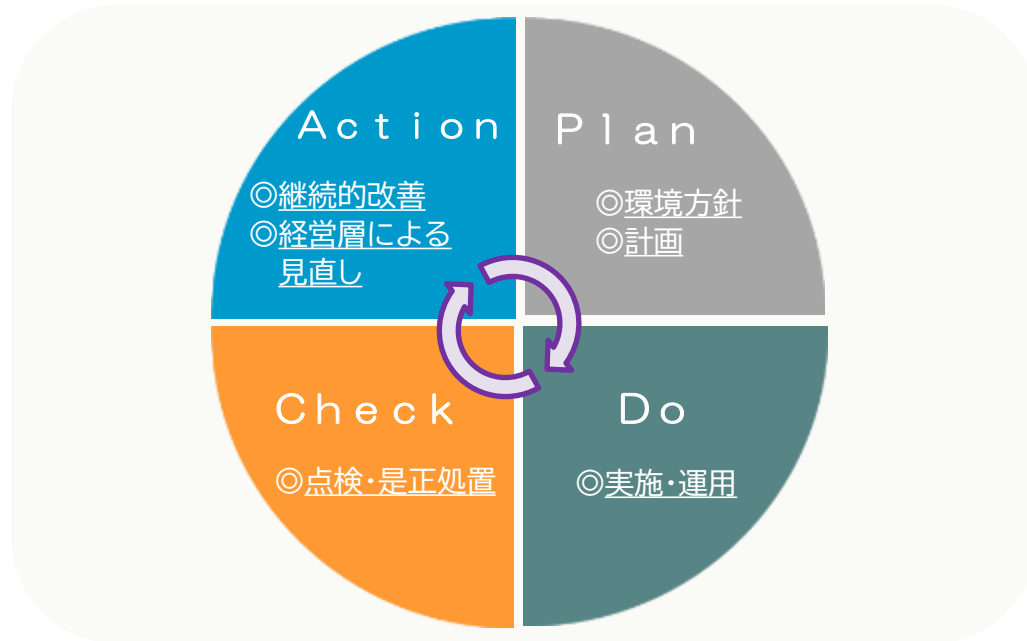 Ａｃｔｉｏｎ
◎継続的改善
◎経営層による
見直し
Ｐｌａｎ
◎環境方針
◎計画
Ｃｈｅｃｋ
◎点検・是正処置
Ｄｏ
◎実施・運用